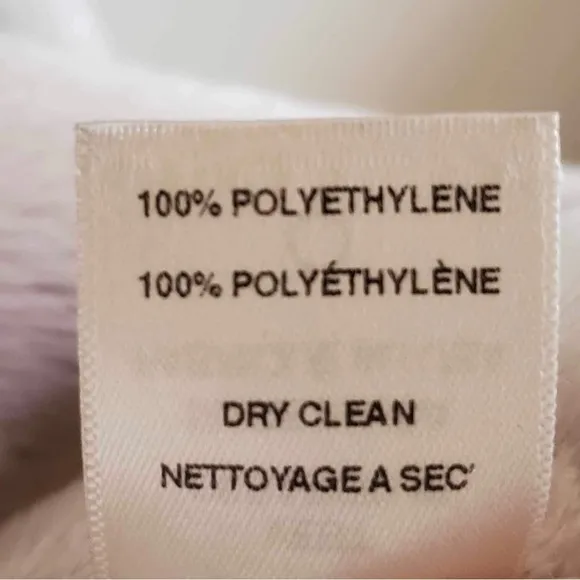 100% POLYETHYLENE
100% POLYÉTHYLÈNE
DRY CLEAN
NETTOYAGE A SEC'